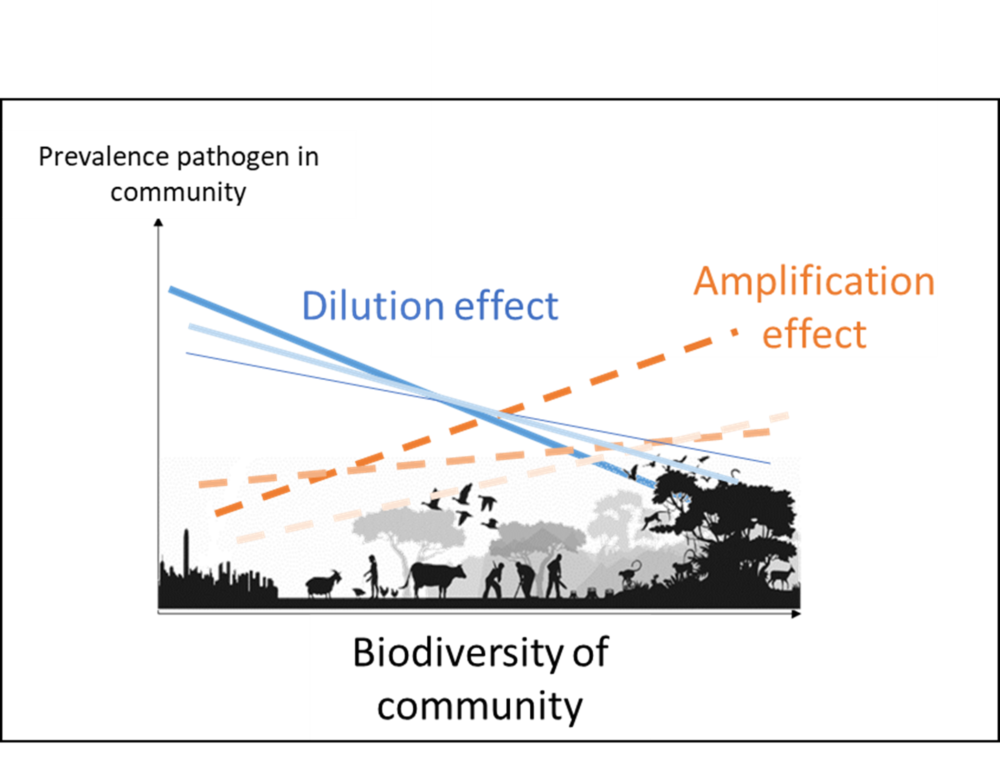 Prevalence pathogen in
community
Dilution effect
Amplification
effect
Biodiversity of
community